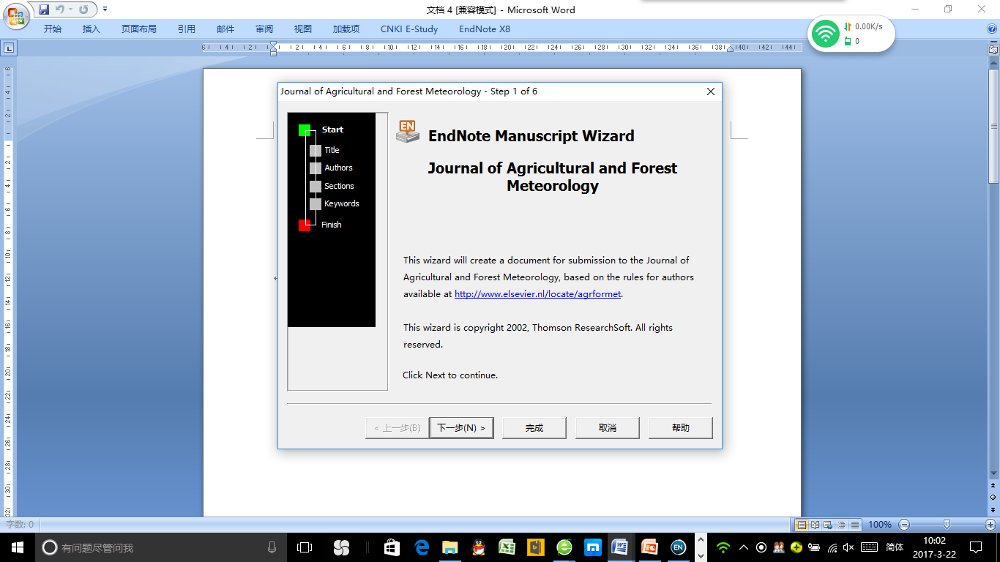 文档 4 [兼容模式] - Microsoft Word
开始 插入 页面布局 引用 邮件 审阅 视图 加载项 CNKI E-Study EndNote X8
0.00K/s
0
Journal of Agricultural and Forest Meteorology - Step 1 of 6
Start
Title
Authors
Sections
Keywords
Finish
EN
EndNote Manuscript Wizard
Journal of Agricultural and Forest
Meteorology
This wizard will create a document for submission to the Journal of
Agricultural and Forest Meteorology, based on the rules for authors
available at http://www.elsevier.nl/locate/agrformet.
This wizard is copyright 2002, Thomson ResearchSoft. All rights
reserved.
Click Next to continue.
< 上一步(B) 下一步(N) > 完成 取消 帮助
字数: 0
100%
有问题尽管问我
EN
简体
10:02
2017-3-22